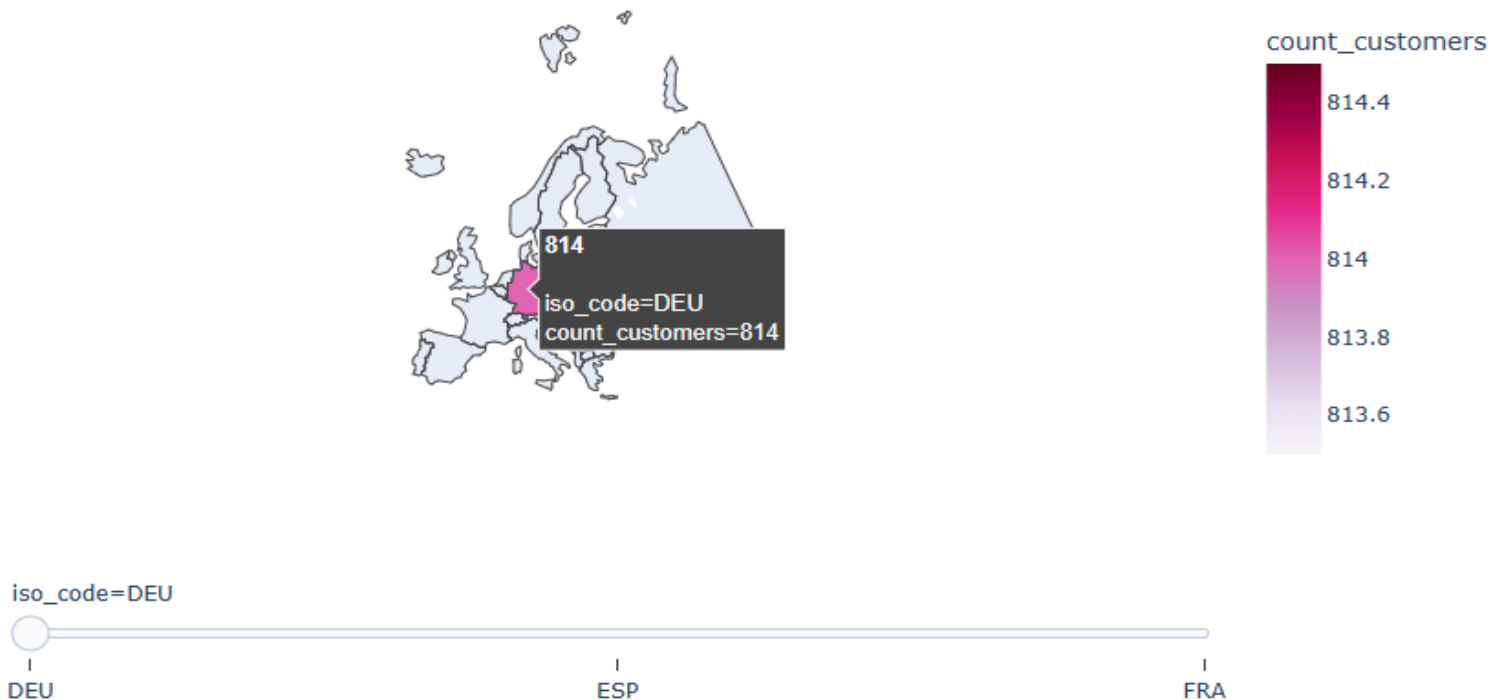 count_customers
814.4
814.2
814
813.8
813.6
814
iso_code=DEU
count_customers=814
iso_code=DEU
DEU
ESP
FRA